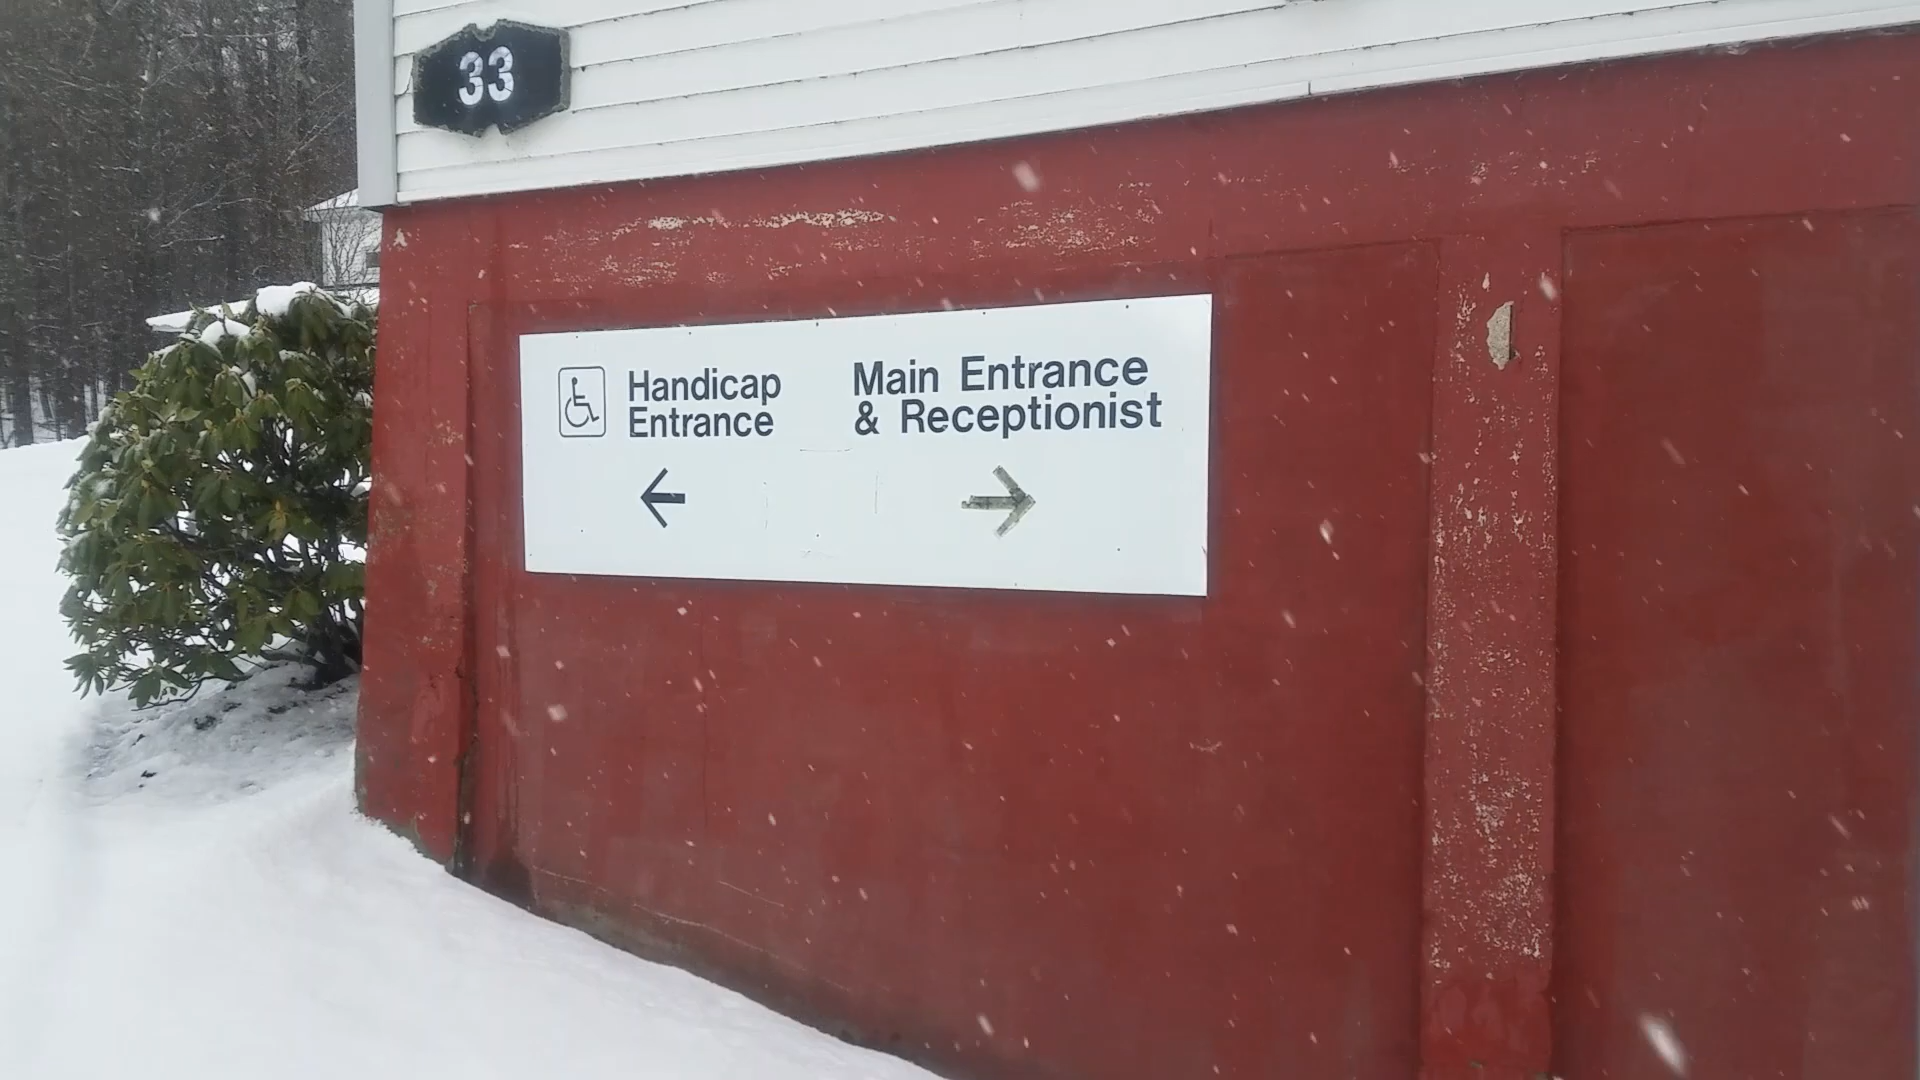 33
Handicap
Entrance
Main Entrance
& Receptionist